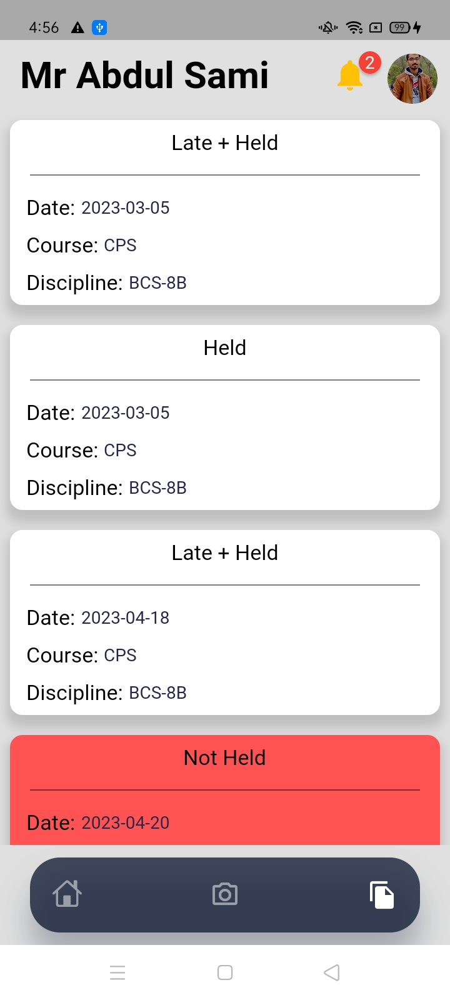 4:56
99
Mr Abdul Sami
2
Late + Held
Date: 2023-03-05
Course: CPS
Discipline: BCS-8B
Held
Date: 2023-03-05
Course: CPS
Discipline: BCS-8B
Late + Held
Date: 2023-04-18
Course: CPS
Discipline: BCS-8B
Not Held
Date: 2023-04-20